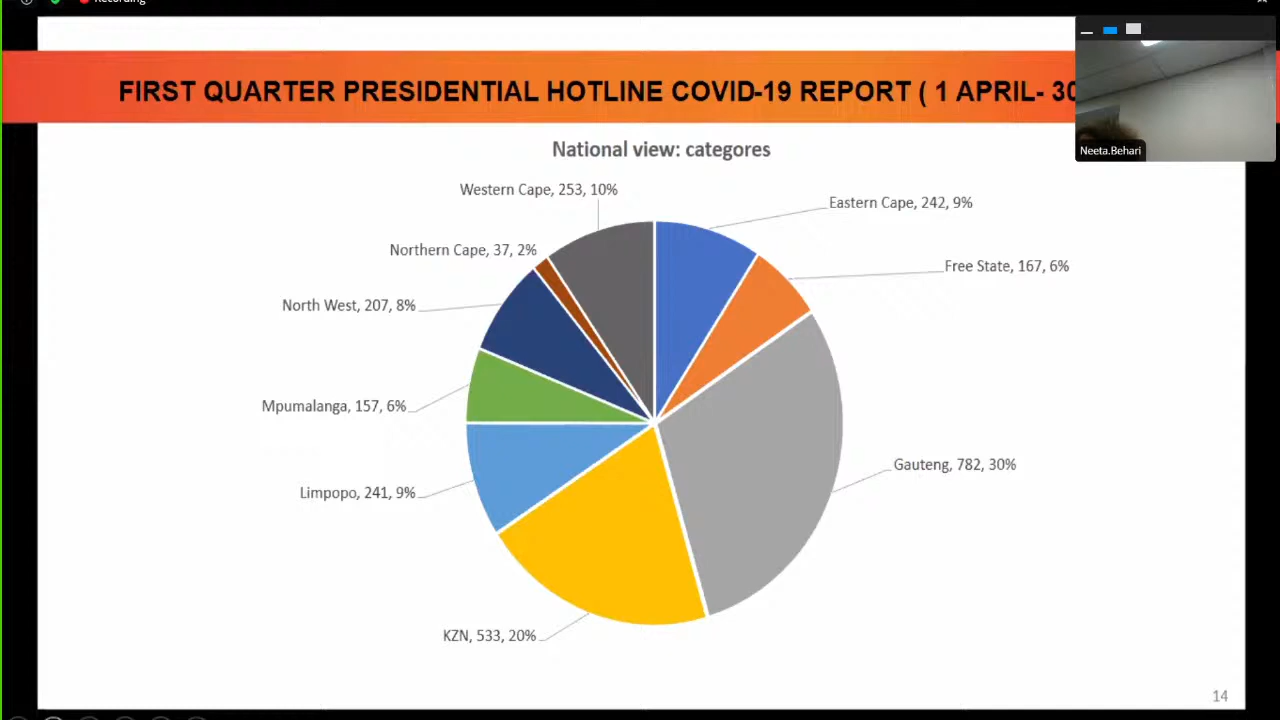 Recording
FIRST QUARTER PRESIDENTIAL HOTLINE COVID-19 REPORT ( 1 APRIL- 30
Neeta.Behari
National view: categores
Western Cape, 253, 10%
Eastern Cape, 242, 9%
Northern Cape, 37, 2%
Free State, 167, 6%
North West, 207, 8%
Mpumalanga, 157, 6%
Gauteng, 782, 30%
Limpopo, 241, 9%
KZN, 533, 20%
14